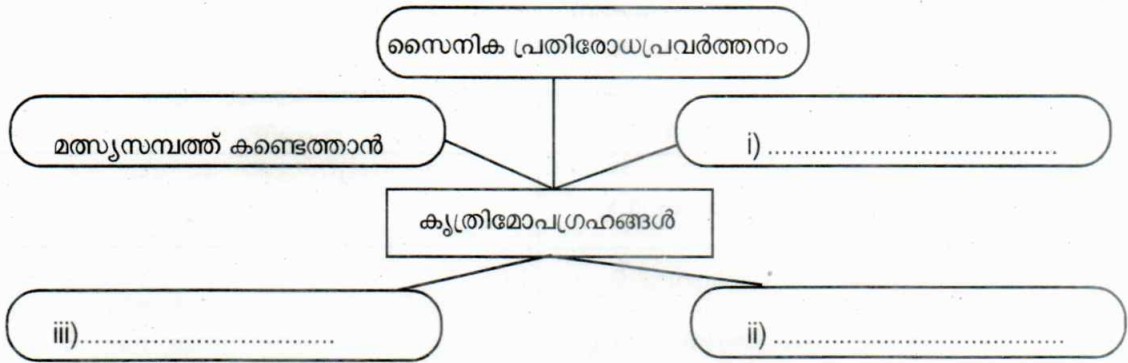 സൈനിക പ്രതിരോധപ്രവർത്തനം
മത്സ്യസമ്പത്ത് കണ്ടെത്താൻ
i) ........................................
കൃത്രിമോപഗ്രഹങ്ങൾ
iii)...................................
ii) ........................................